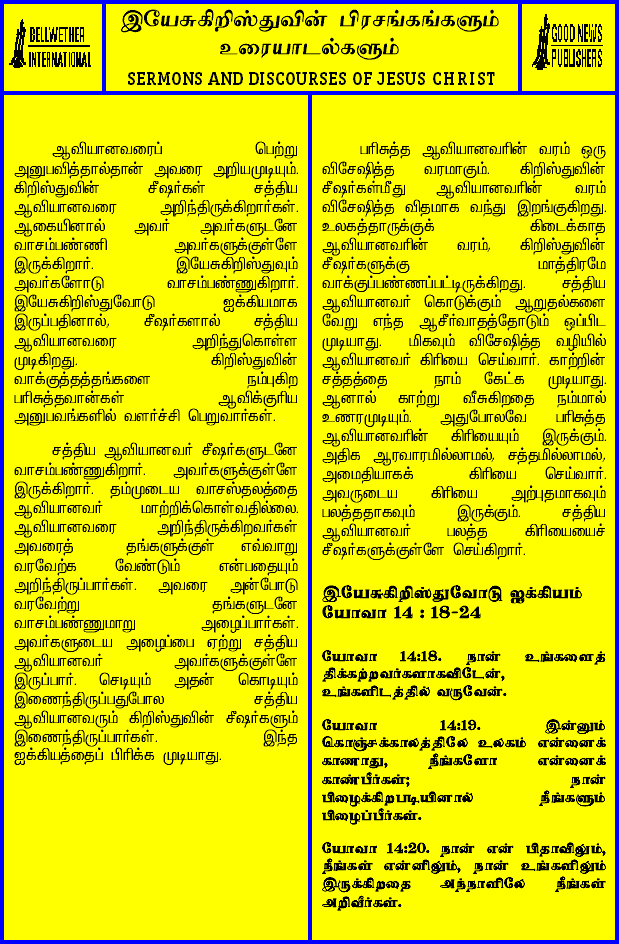 BELLWETHER
INTERNATIONAL
இயேசுகிறிஸ்துவின் பிரசங்கங்களும்
உரையாடல்களும்
SERMONS AND DISCOURSES OF JESUS CHRIST
GOOD NEWS
PUBLISHERS
ஆவியானவரைப் பெற்று
அனுபவித்தால்தான் அவரை அறியமுடியும்.
கிறிஸ்துவின் சீஷர்கள் சத்திய
ஆவியானவரை அறிந்திருக்கிறார்கள்.
ஆகையினால் அவர் அவர்களுடனே
வாசம்பண்ணி அவர்களுக்குள்ளே
இருக்கிறார். இயேசுகிறிஸ்துவும்
அவர்களோடு வாசம்பண்ணுகிறார்.
இயேசுகிறிஸ்துவோடு ஐக்கியமாக
இருப்பதினால், சீஷர்களால் சத்திய
ஆவியானவரை அறிந்துகொள்ள
முடிகிறது. கிறிஸ்துவின்
வாக்குத்தத்தங்களை நம்புகிற
பரிசுத்தவான்கள் ஆவிக்குரிய
அனுபவங்களில் வளர்ச்சி பெறுவார்கள்.
சத்திய ஆவியானவர் சீஷர்களுடனே
வாசம்பண்ணுகிறார். அவர்களுக்குள்ளே
இருக்கிறார். தம்முடைய வாசஸ்தலத்தை
ஆவியானவர் மாற்றிக்கொள்வதில்லை.
ஆவியானவரை அறிந்திருக்கிறவர்கள்
அவரைத் தங்களுக்குள் எவ்வாறு
வரவேற்க வேண்டும் என்பதையும்
அறிந்திருப்பார்கள். அவரை அன்போடு
வரவேற்று தங்களுடனே
வாசம்பண்ணுமாறு அழைப்பார்கள்.
அவர்களுடைய அழைப்பை ஏற்று சத்திய
ஆவியானவர் அவர்களுக்குள்ளே
இருப்பார். செடியும் அதன் கொடியும்
இணைந்திருப்பதுபோல சத்திய
ஆவியானவரும் கிறிஸ்துவின் சீஷர்களும்
இணைந்திருப்பார்கள். இந்த
ஐக்கியத்தைப் பிரிக்க முடியாது.
பரிசுத்த ஆவியானவரின் வரம் ஒரு
விசேஷித்த வரமாகும். கிறிஸ்துவின்
சீஷர்கள்மீது ஆவியானவரின் வரம்
விசேஷித்த விதமாக வந்து இறங்குகிறது.
உலகத்தாருக்குக் கிடைக்காத
ஆவியானவரின் வரம், கிறிஸ்துவின்
சீஷர்களுக்கு மாத்திரமே
வாக்குப்பண்ணப்பட்டிருக்கிறது. சத்திய
ஆவியானவர் கொடுக்கும் ஆறுதல்களை
வேறு எந்த ஆசீர்வாதத்தோடும் ஒப்பிட
முடியாது. மிகவும் விசேஷித்த வழியில்
ஆவியானவர் கிரியை செய்வார். காற்றின்
சத்தத்தை நாம் கேட்க முடியாது.
ஆனால் காற்று வீசுகிறதை நம்மால்
உணரமுடியும். அதுபோலவே பரிசுத்த
ஆவியானவரின் கிரியையும் இருக்கும்.
அதிக ஆரவாரமில்லாமல், சத்தமில்லாமல்,
அமைதியாகக் கிரியை செய்வார்.
அவருடைய கிரியை அற்புதமாகவும்
பலத்ததாகவும் இருக்கும். சத்திய
ஆவியானவர் பலத்த கிரியையைச்
சீஷர்களுக்குள்ளே செய்கிறார்.
இயேசுகிறிஸ்துவோடு ஐக்கியம்
யோவா 14 : 18-24
யோவா 14:18. நான் உங்களைத்
திக்கற்றவர்களாகவிடேன்,
உங்களிடத்தில் வருவேன்.
யோவா 14:19. இன்னும்
கொஞ்சக்காலத்திலே உலகம் என்னைக்
காணாது, நீங்களோ என்னைக்
காண்பீர்கள்; நான்
பிழைக்கிறபடியினால் நீங்களும்
பிழைப்பீர்கள்.
யோவா 14:20. நான் என் பிதாவிலும்,
நீங்கள் என்னிலும், நான் உங்களிலும்
இருக்கிறதை அந்நாளிலே நீங்கள்
அறிவீர்கள்.